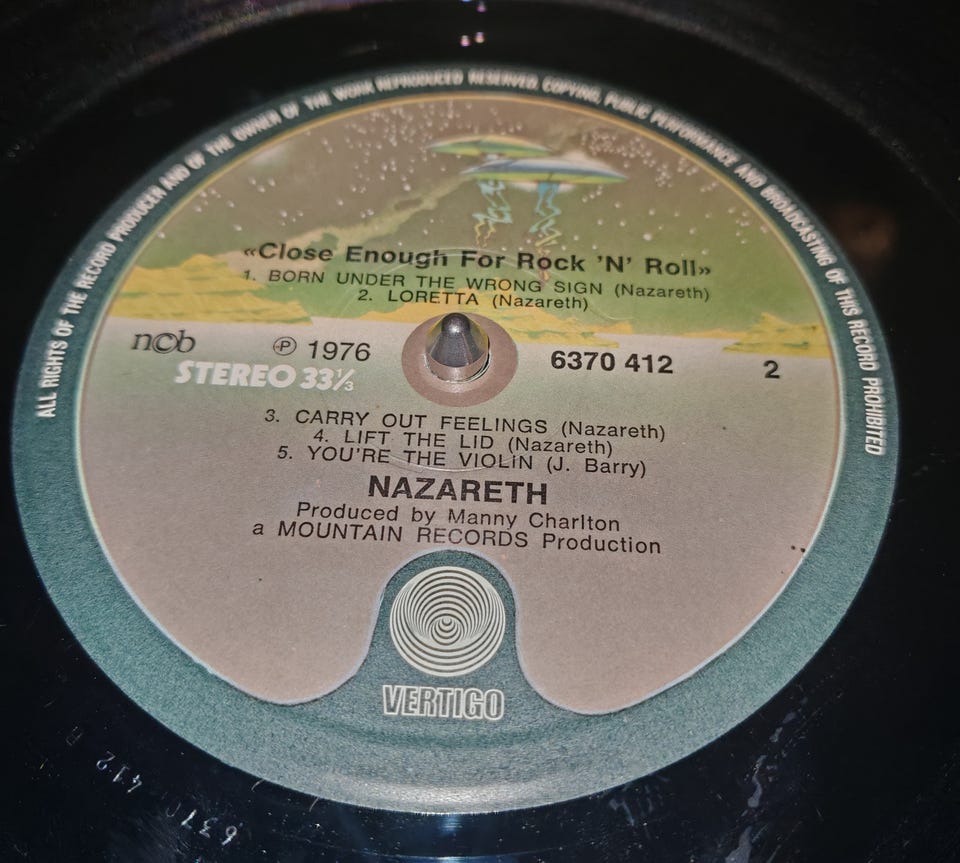 ALL RIGHTS OF THE RECORD PRODUCER AND OF THE OWNER OF THE WORK REPRODUCED RESERVED. COPYING, PUBLIC PERFORMANCE AND BROADCASTING OF THIS RECORD PROHIBITED
«Close Enough For Rock 'N' Roll»
1. BORN UNDER THE WRONG SIGN (Nazareth)
2. LORETTA (Nazareth)
n©b Ⓟ 1976 6370 412 2
STEREO 33⅓
3. CARRY OUT FEELINGS (Nazareth)
4. LIFT THE LID (Nazareth)
5. YOU'RE THE VIOLIN (J. Barry)
NAZARETH
Produced by Manny Charlton
a MOUNTAIN RECORDS Production
VERTIGO